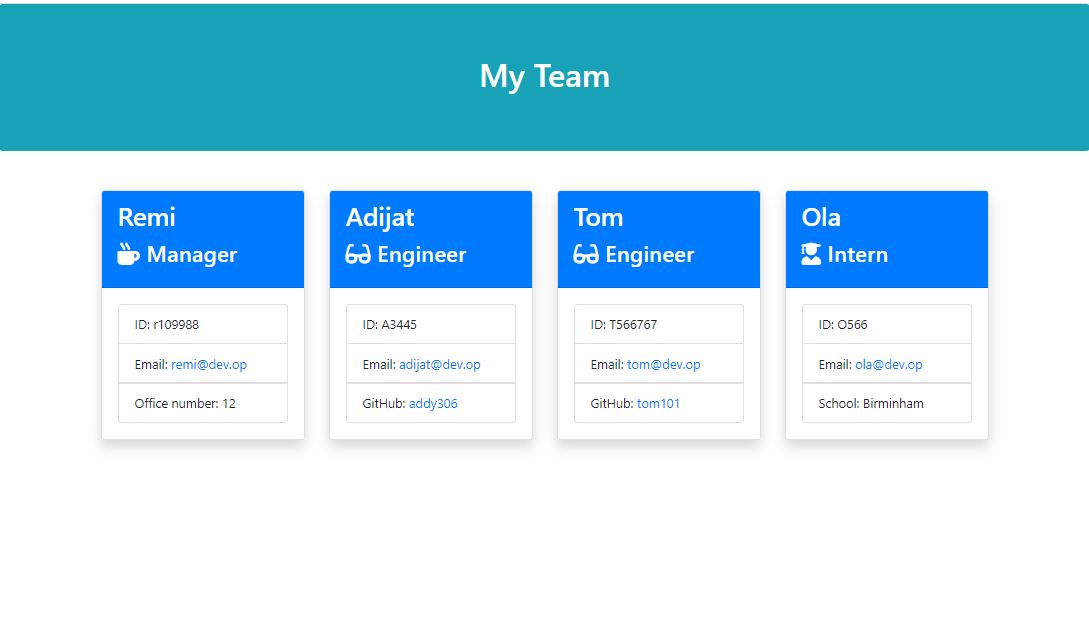 My Team
Remi
Manager
ID: r109988
Email: remi@dev.op
Office number: 12
Adijat
Engineer
ID: A3445
Email: adijat@dev.op
GitHub: addy306
Tom
Engineer
ID: T566767
Email: tom@dev.op
GitHub: tom101
Ola
Intern
ID: O566
Email: ola@dev.op
School: Birminham